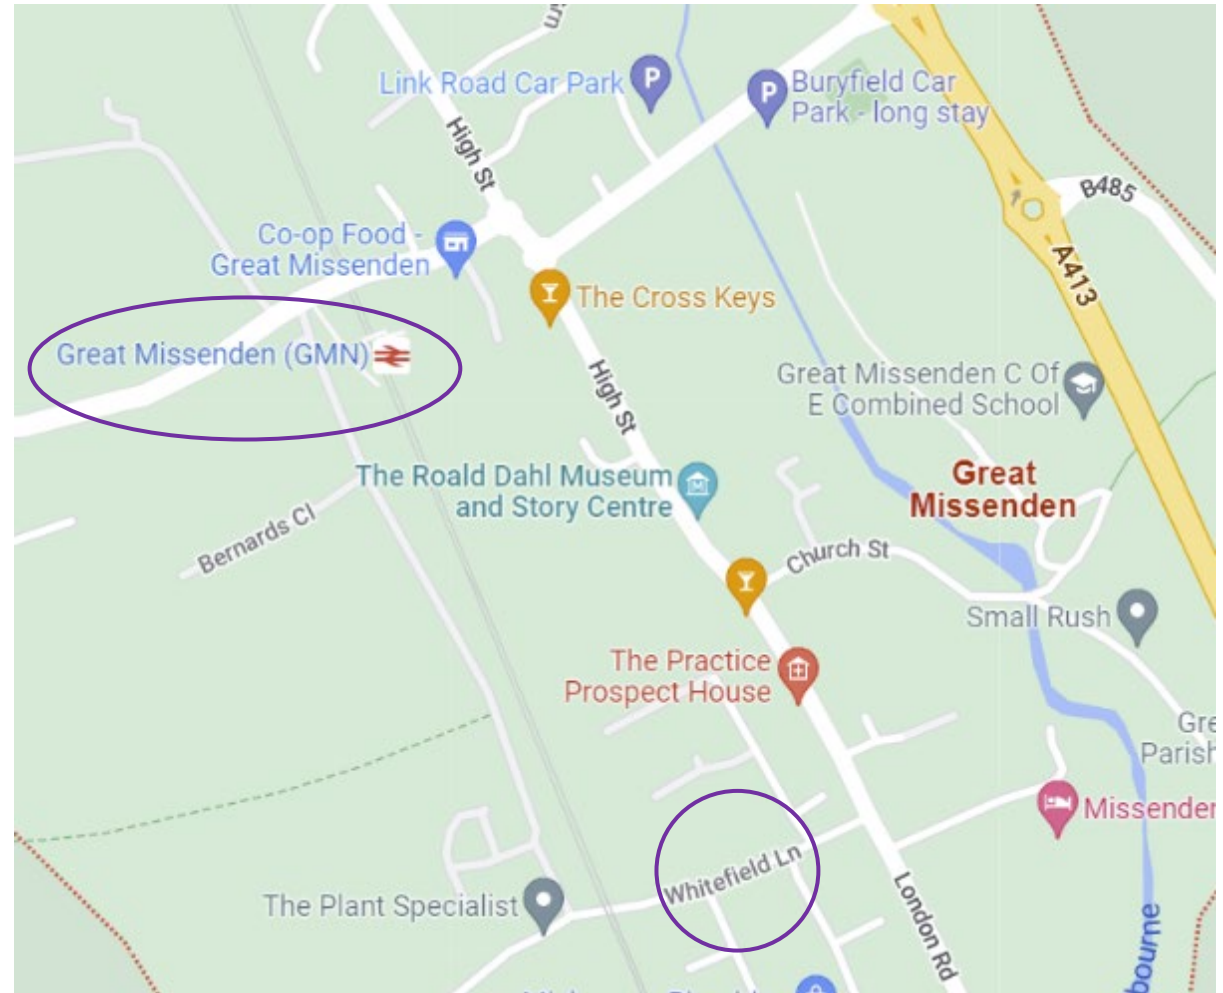 Link Road Car Park
P
P
Buryfield Car
Park - long stay
High St
B485
Co-op Food -
Great Missenden
A413
The Cross Keys
Great Missenden (GMN)
High St
Great Missenden C Of
E Combined School
The Roald Dahl Museum
and Story Centre
Great
Missenden
Bernards Cl
Church St
Small Rush
The Practice
Prospect House
Gre
Parish
Missenden
Whitefield Ln
The Plant Specialist
London Rd
bourne